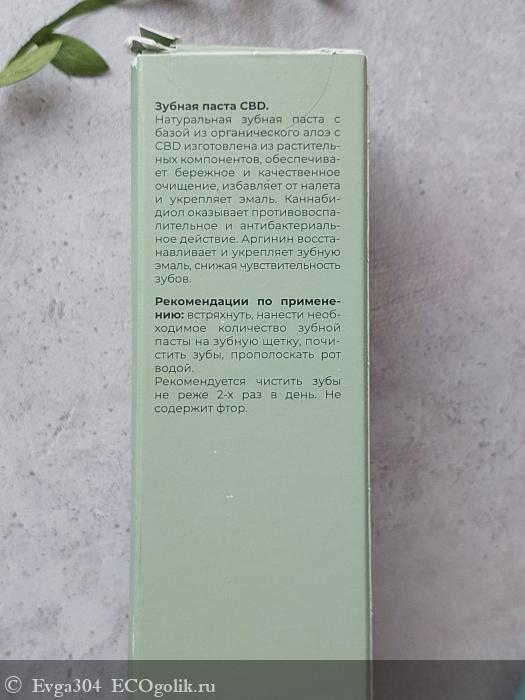 Зубная паста CBD.
Натуральная зубная паста с
базой из органического алоэ с
CBD изготовлена из раститель-
ных компонентов, обеспечива-
ет бережное и качественное
очищение, избавляет от налета
и укрепляет эмаль. Каннаби-
диол оказывает противовоспа-
лительное и антибактериаль-
ное действие. Аргинин восста-
навливает и укрепляет зубную
эмаль, снижая чувствительность
зубов.
Рекомендации по примене-
нию: встряхнуть, нанести необ-
ходимое количество зубной
пасты на зубную щетку, почи-
стить зубы, прополоскать рот
водой.
Рекомендуется чистить зубы
не реже 2-х раз в день. Не
содержит фтор.
© Evga304 ECOgolik.ru